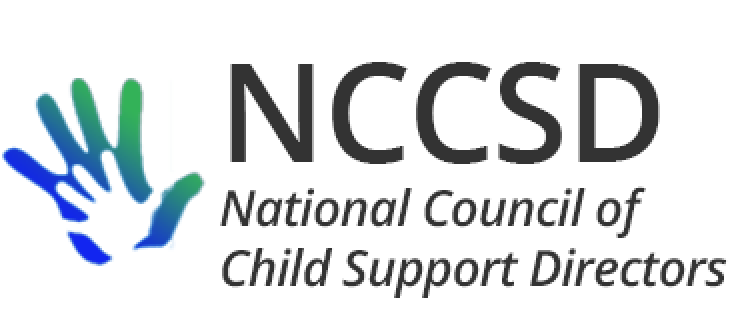 NCCSD
National Council of
Child Support Directors